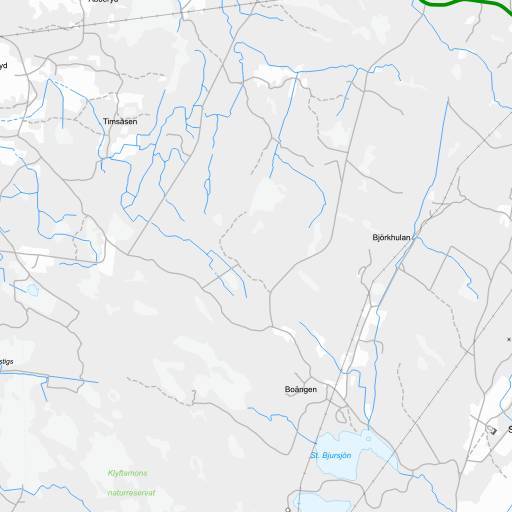 Timsåsen
Björkhulan
Boängen
St. Bjursjön
Klyftamons
naturreservat